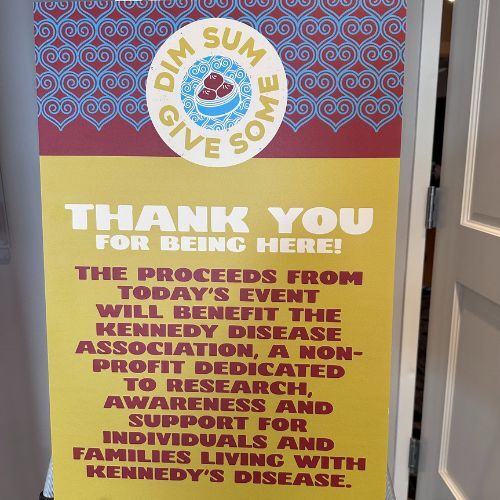 DIM SUM
GIVE SOME
THANK YOU
FOR BEING HERE!
THE PROCEEDS FROM
TODAY'S EVENT
WILL BENEFIT THE
KENNEDY DISEASE
ASSOCIATION, A NON-
PROFIT DEDICATED
TO RESEARCH,
AWARENESS AND
SUPPORT FOR
INDIVIDUALS AND
FAMILIES LIVING WITH
KENNEDY'S DISEASE.